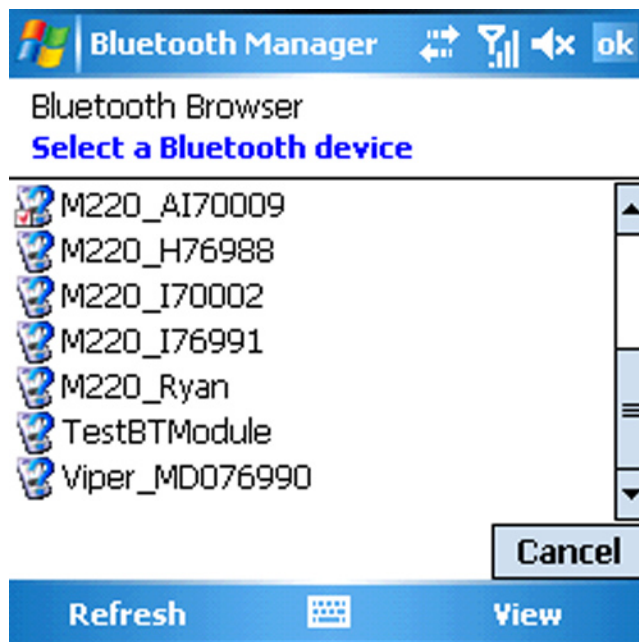 Bluetooth Manager ok
Bluetooth Browser
Select a Bluetooth device
M220_AI70009
M220_H76988
M220_I70002
M220_I76991
M220_Ryan
TestBTModule
Viper_MD076990
Cancel
Refresh View